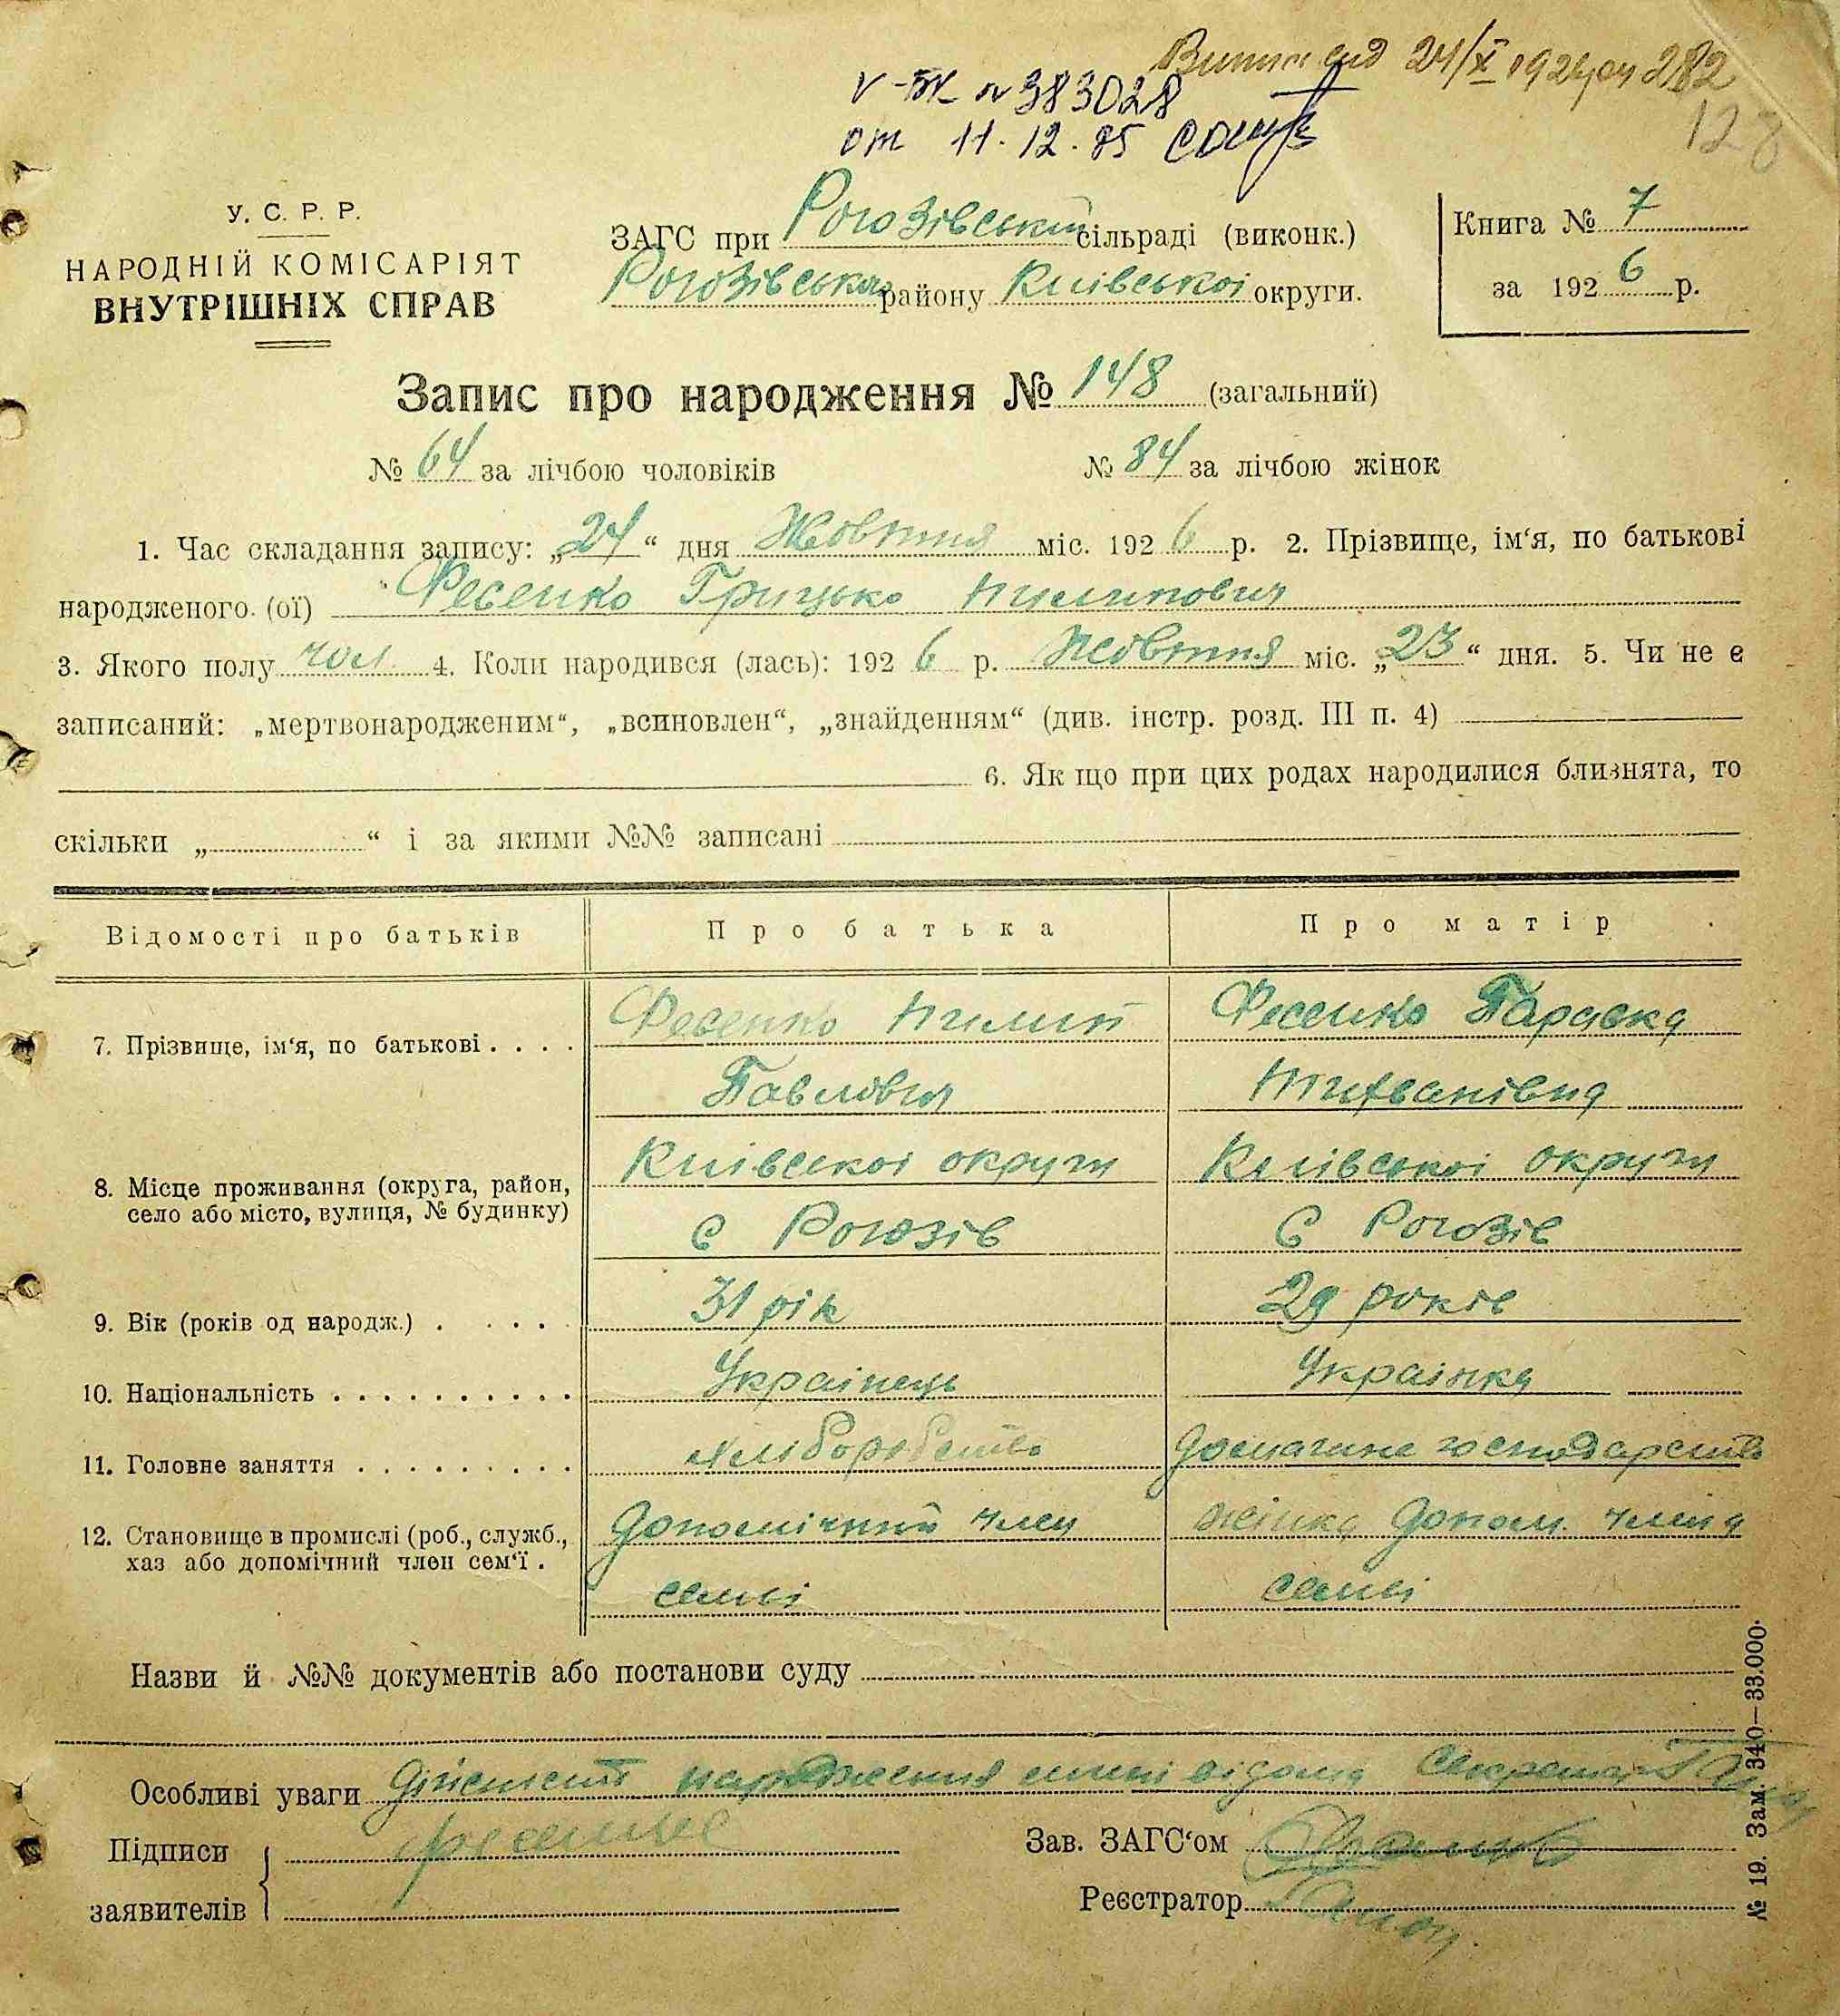 24/X
V-БК № 383028
128
от 11.12.85
У. С. Р. Р.
НАРОДНІЙ КОМІСАРІЯТ
ВНУТРІШНІХ СПРАВ
ЗАГС при Рогозівській сільраді (виконк.)
Рогозівського району Київської округи.
Книга № 7
за 1926 р.
Запис про народження № 148 (загальний)
№ 64 за лічбою чоловіків № 84 за лічбою жінок
1. Час складання запису: „24“ дня Жовтня міс. 1926 р. 2. Прізвище, ім‘я, по батькові
народженого (ої) Фесенко Грицько Пилипович
3. Якого полу чол. 4. Коли народився (лась): 1926 р. Жовтня міс. „23“ дня. 5. Чи не є
записаний: „мертвонародженим“, „всиновлен“, „знайденням“ (див. інстр. розд. III п. 4)
6. Як що при цих родах народилися близнята, то
скільки „ “ і за якими №№ записані
Відомості про батьків Про батька Про матір
7. Прізвище, ім‘я, по батькові . . . . Фесенко Пилип Фесенко Параска
Павлович
8. Місце проживання (округа, район, село або місто, вулиця, № будинку) Київської округи Київської округи
с Рогозів с Рогозів
9. Вік (років од народж.) . . . . 31 рік 29 років
10. Національність . . . . . . . . . . Українець Українка
11. Головне заняття . . . . . . . . . . хліборобство домашнє господарство
12. Становище в промислі (роб., служб., допомічний член жінка допом. члена
хаз або допомічний член сем‘ї . семьі семьі
Назви й №№ документів або постанови суду
Особливі уваги дійсність народження мині відома Секретарь
Підписи
заявителів
Фесенко
Зав. ЗАГС‘ом
Реєстратор
№ 19. Зам. 340—33.000.